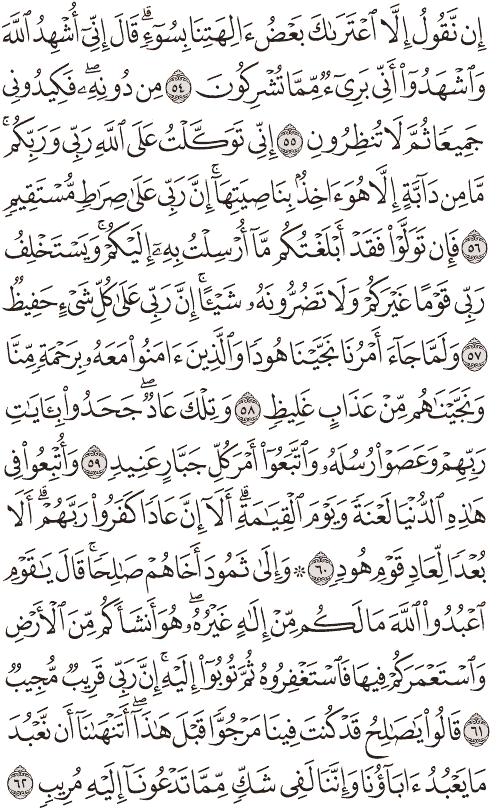 إِن نَّقُولُ إِلَّا ٱعْتَرَىٰكَ بَعْضُ ءَالِهَتِنَا بِسُوٓءٍۗ قَالَ إِنِّىٓ أُشْهِدُ ٱللَّهَ
وَٱشْهَدُوٓا۟ أَنِّى بَرِىٓءٌ مِّمَّا تُشْرِكُونَ ٥٤ مِن دُونِهِۦۖ فَكِيدُونِى
جَمِيعًا ثُمَّ لَا تُنظِرُونِ ٥٥ إِنِّى تَوَكَّلْتُ عَلَى ٱللَّهِ رَبِّى وَرَبِّكُمۚ
مَّا مِن دَآبَّةٍ إِلَّا هُوَ ءَاخِذٌۢ بِنَاصِيَتِهَآۚ إِنَّ رَبِّى عَلَىٰ صِرَٰطٍ مُّسْتَقِيمٍ
٥٦ فَإِن تَوَلَّوْا۟ فَقَدْ أَبْلَغْتُكُم مَّآ أُرْسِلْتُ بِهِۦٓ إِلَيْكُمْۚ وَيَسْتَخْلِفُ
رَبِّى قَوْمًا غَيْرَكُمْ وَلَا تَضُرُّونَهُۥ شَيْـًٔاۚ إِنَّ رَبِّى عَلَىٰ كُلِّ شَىْءٍ حَفِيظٌ
٥٧ وَلَمَّا جَآءَ أَمْرُنَا نَجَّيْنَا هُودًا وَٱلَّذِينَ ءَامَنُوا۟ مَعَهُۥ بِرَحْمَةٍ مِّنَّا
وَنَجَّيْنَٰهُم مِّنْ عَذَابٍ غَلِيظٍ ٥٨ وَتِلْكَ عَادٌۖ جَحَدُوا۟ بِـَٔايَٰتِ
رَبِّهِمْ وَعَصَوْا۟ رُسُلَهُۥ وَٱتَّبَعُوٓا۟ أَمْرَ كُلِّ جَبَّارٍ عَنِيدٍ ٥٩ وَأُتْبِعُوا۟ فِى
هَٰذِهِ ٱلدُّنْيَا لَعْنَةً وَيَوْمَ ٱلْقِيَٰمَةِۗ أَلَآ إِنَّ عَادًا كَفَرُوا۟ رَبَّهُمْۗ أَلَا
بُعْدًا لِّعَادٍ قَوْمِ هُودٍ ٦٠ ۞ وَإِلَىٰ ثَمُودَ أَخَاهُمْ صَٰلِحًاۚ قَالَ يَٰقَوْمِ
ٱعْبُدُوا۟ ٱللَّهَ مَا لَكُم مِّنْ إِلَٰهٍ غَيْرُهُۥۖ هُوَ أَنشَأَكُم مِّنَ ٱلْأَرْضِ
وَٱسْتَعْمَرَكُمْ فِيهَا فَٱسْتَغْفِرُوهُ ثُمَّ تُوبُوٓا۟ إِلَيْهِۚ إِنَّ رَبِّى قَرِيبٌ مُّجِيبٌ
٦١ قَالُوا۟ يَٰصَٰلِحُ قَدْ كُنتَ فِينَا مَرْجُوًّا قَبْلَ هَٰذَآۖ أَتَنْهَىٰنَآ أَن نَّعْبُدَ
مَا يَعْبُدُ ءَابَآؤُنَا وَإِنَّنَا لَفِى شَكٍّ مِّمَّا تَدْعُونَآ إِلَيْهِ مُرِيبٍ ٦٢